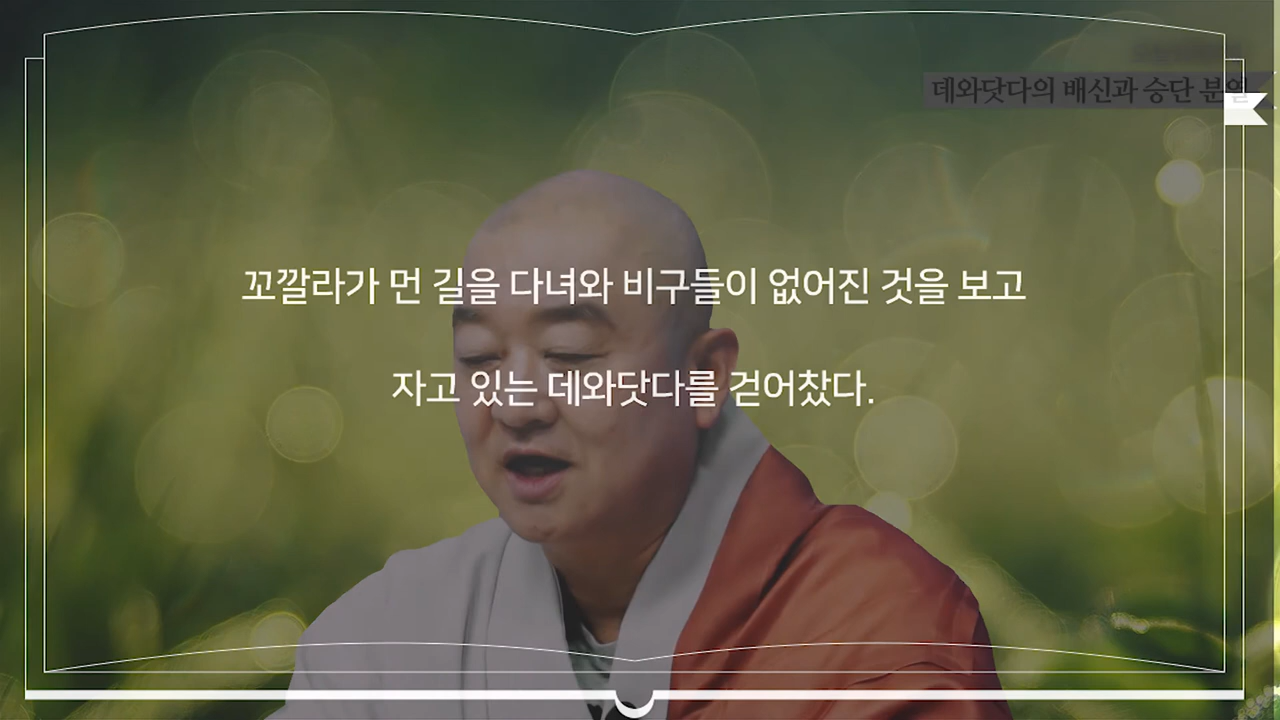 데와닷다의 배신과 승단 분열
꼬깔라가 먼 길을 다녀와 비구들이 없어진 것을 보고
자고 있는 데와닷다를 걷어찼다.